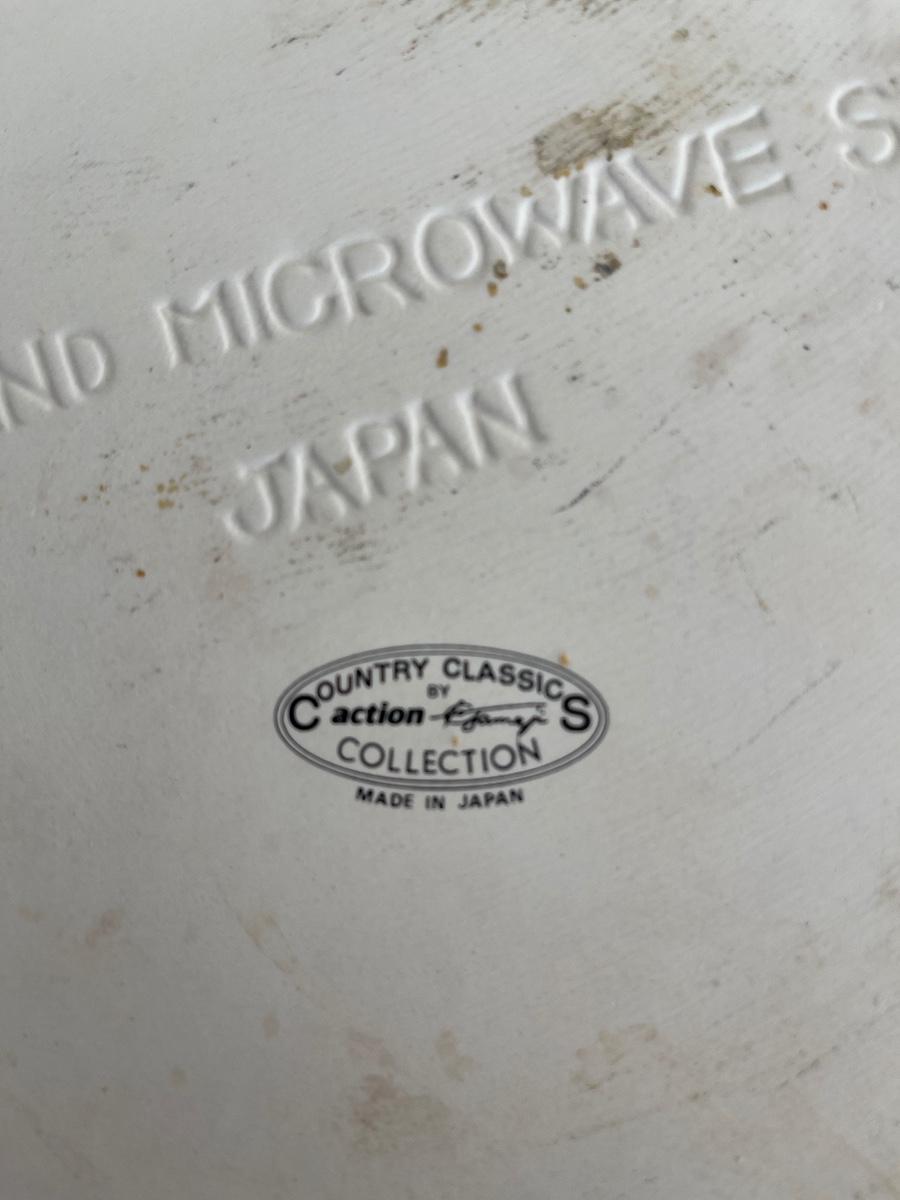 ND MICROWAVE S
JAPAN
COUNTRY CLASSICS
BY
action
COLLECTION
MADE IN JAPAN